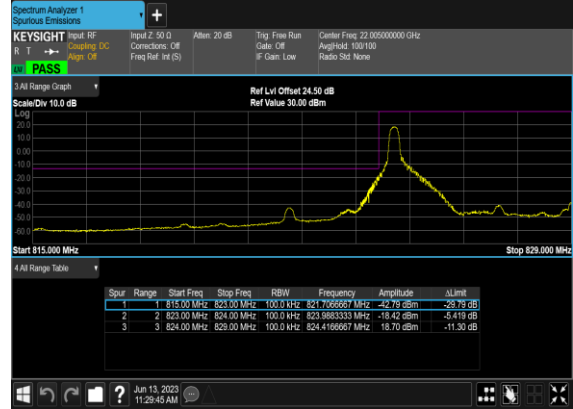 Spectrum Analyzer 1
Spurious Emissions
+
KEYSIGHT Input: RF Input Z: 50 Ω Atten: 20 dB Trig: Free Run Center Freq: 22.005000000 GHz
R T Coupling: DC Corrections: Off Gate: Off Avg|Hold: 100/100
Align: Off Freq Ref: Int (S) IF Gain: Low Radio Std: None
PASS
3 All Range Graph
Ref Lvl Offset 24.50 dB
Scale/Div 10.0 dB Ref Value 30.00 dBm
Log
20.0
10.0
0.00
-10.0
-20.0
-30.0
-40.0
-50.0
-60.0
Start 815.000 MHz Stop 829.000 MHz
4 All Range Table
Spur Range Start Freq Stop Freq RBW Frequency Amplitude ΔLimit
1 1 815.00 MHz 823.00 MHz 100.0 kHz 821.7066667 MHz -42.79 dBm -29.79 dB
2 2 823.00 MHz 824.00 MHz 100.0 kHz 823.9883333 MHz -18.42 dBm -5.419 dB
3 3 824.00 MHz 829.00 MHz 100.0 kHz 824.4166667 MHz 18.70 dBm -11.30 dB
? Jun 13, 2023
11:29:45 AM